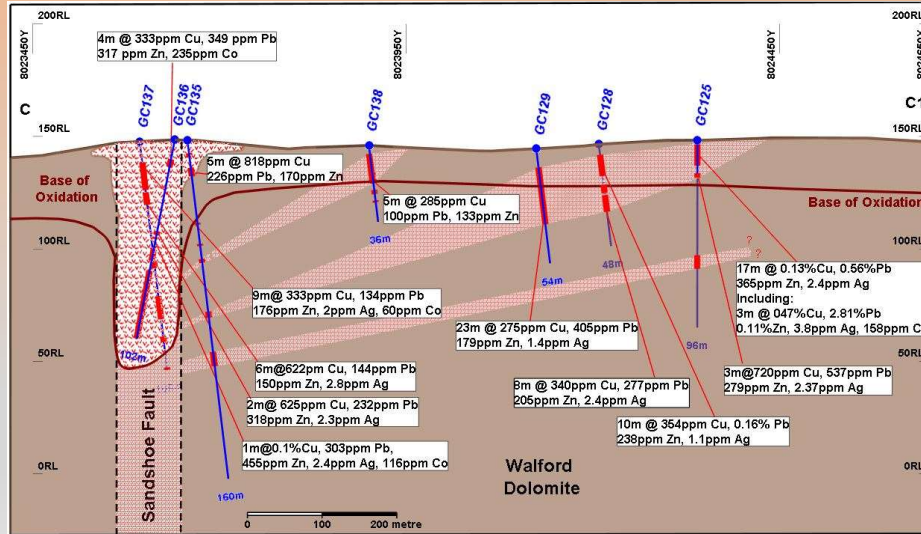 200RL
8023450Y
8023950Y
8024450Y
200RL
4m @ 333ppm Cu, 349 ppm Pb
317 ppm Zn, 235ppm Co
C
C1
GC137
GC136
GC135
GC138
GC129
GC128
GC125
150RL
150RL
5m @ 818ppm Cu
226ppm Pb, 170ppm Zn
Base of
Oxidation
5m @ 285ppm Cu
100ppm Pb, 133ppm Zn
Base of Oxidation
36m
100RL
100RL
48m
54m
? ?
17m @ 0.13%Cu, 0.56%Pb
365ppm Zn, 2.4ppm Ag
Including:
3m @ 047%Cu, 2.81%Pb
0.11%Zn, 3.8ppm Ag, 158ppm C
9m @ 333ppm Cu, 134ppm Pb
176ppm Zn, 2ppm Ag, 60ppm Co
23m @ 275ppm Cu, 405ppm Pb
179ppm Zn, 1.4ppm Ag
96m
102m
50RL
50RL
6m@622ppm Cu, 144ppm Pb
150ppm Zn, 2.8ppm Ag
3m@720ppm Cu, 537ppm Pb
279ppm Zn, 2.37ppm Ag
8m @ 340ppm Cu, 277ppm Pb
205ppm Zn, 2.4ppm Ag
2m@ 625ppm Cu, 232ppm Pb
318ppm Zn, 2.3ppm Ag
10m @ 354ppm Cu, 0.16% Pb
238ppm Zn, 1.1ppm Ag
1m@0.1%Cu, 303ppm Pb,
455ppm Zn, 2.4ppm Ag, 116ppm Co
Sandshoe Fault
Walford
Dolomite
0RL
0RL
160m
0 100 200 metre